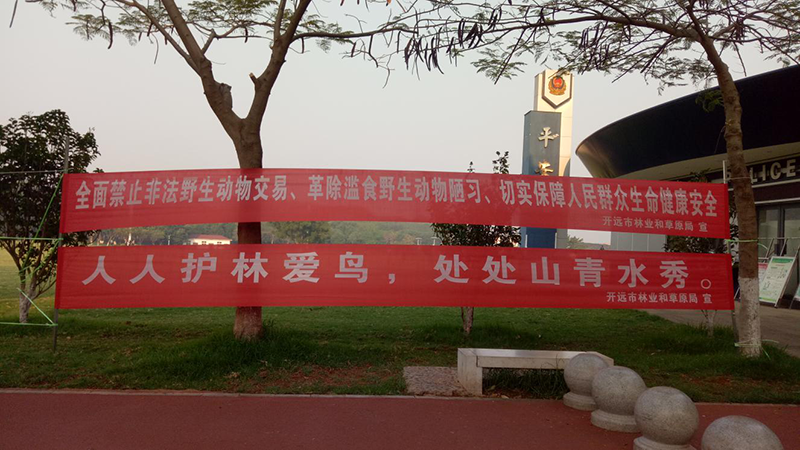 全面禁止非法野生动物交易、革除滥食野生动物陋习、切实保障人民群众生命健康安全
开远市林业和草原局 宣
人人护林爱鸟，处处山青水秀。
开远市林业和草原局 宣
平
LICE